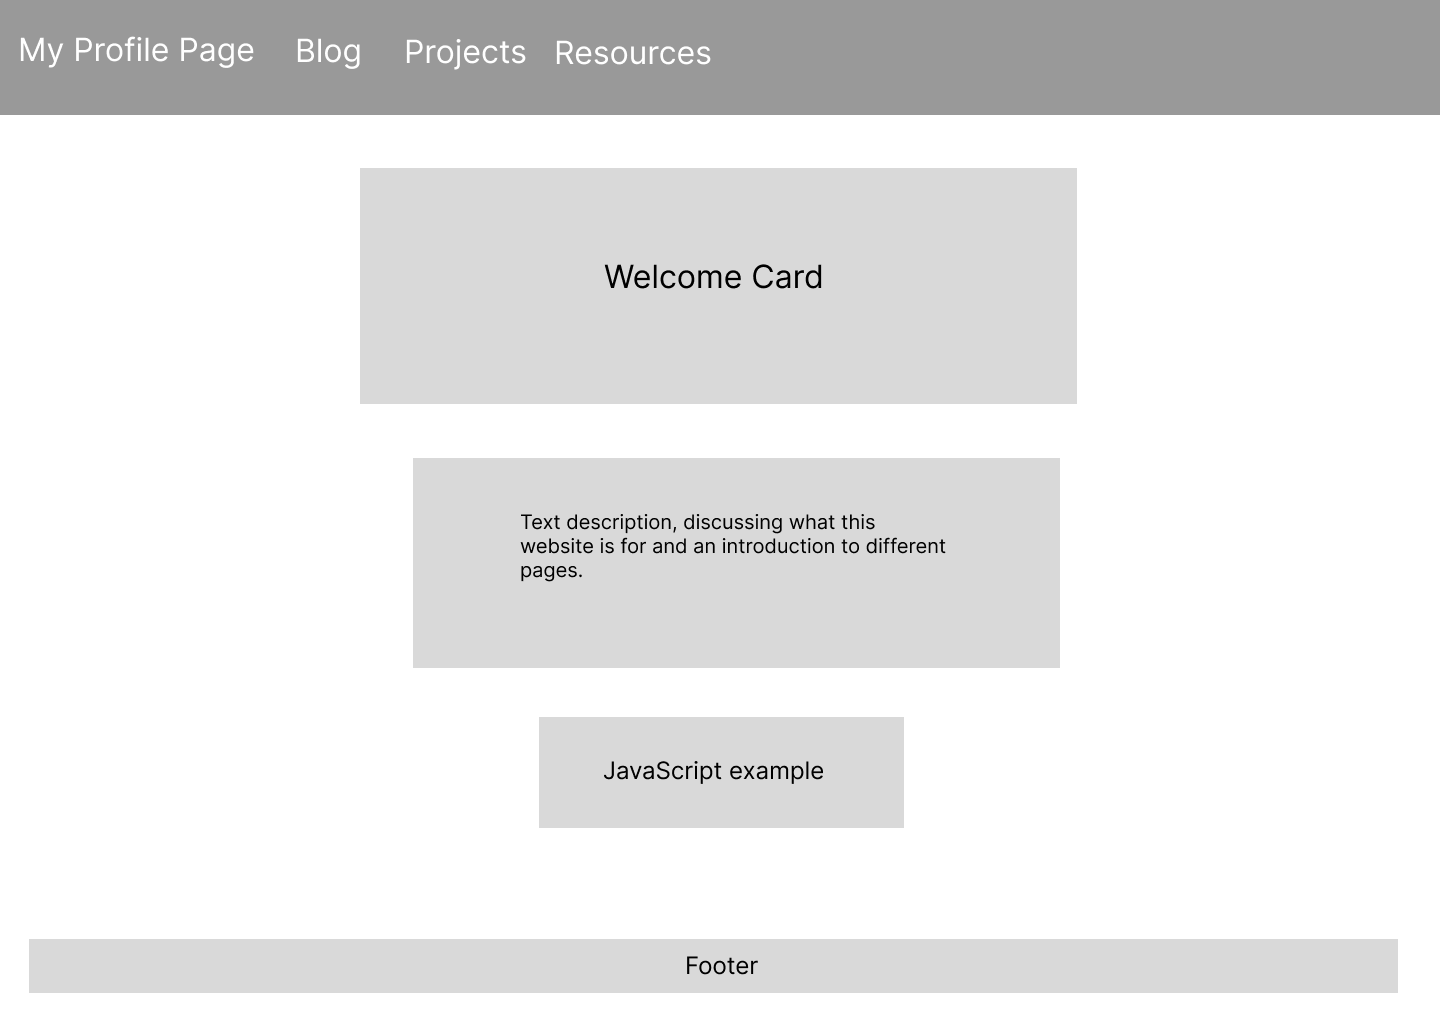 My Profile Page Blog Projects Resources
Welcome Card
Text description, discussing what this
website is for and an introduction to different
pages.
JavaScript example
Footer